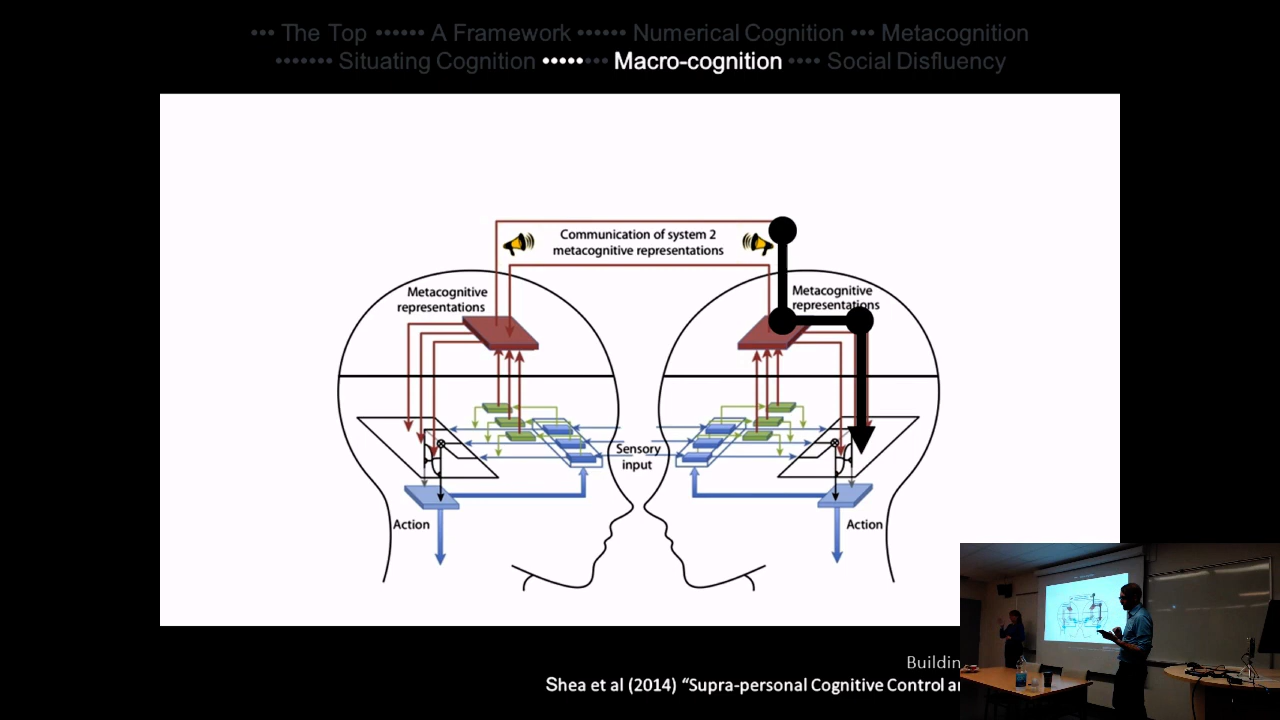 ••• The Top •••••• A Framework •••••• Numerical Cognition ••• Metacognition
••••••• Situating Cognition •••••••• Macro-cognition •••• Social Disfluency
Communication of system 2
metacognitive representations
Metacognitive
representations
Metacognitive
representations
Sensory
input
Action
Action
Shea et al (2014) “Supra-personal Cognitive Control